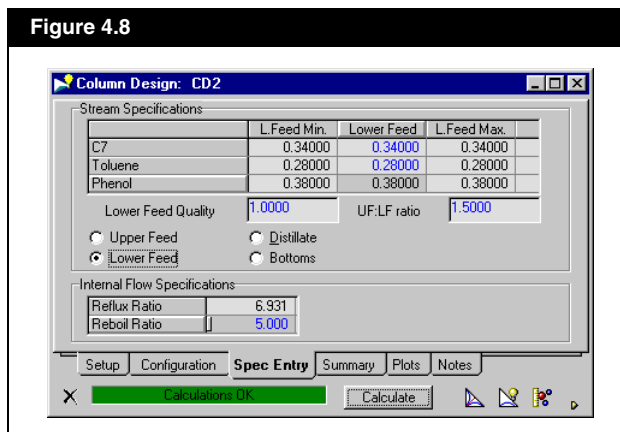 Figure 4.8
Column Design: CD2
Stream Specifications
L.Feed Min. Lower Feed L.Feed Max.
C7 0.34000 0.34000 0.34000
Toluene 0.28000 0.28000 0.28000
Phenol 0.38000 0.38000 0.38000
Lower Feed Quality 1.0000 UF:LF ratio 1.5000
Upper Feed Distillate
Lower Feed Bottoms
Internal Flow Specifications
Reflux Ratio 6.931
Reboil Ratio 5.000
Setup Configuration Spec Entry Summary Plots Notes
Calculations OK Calculate